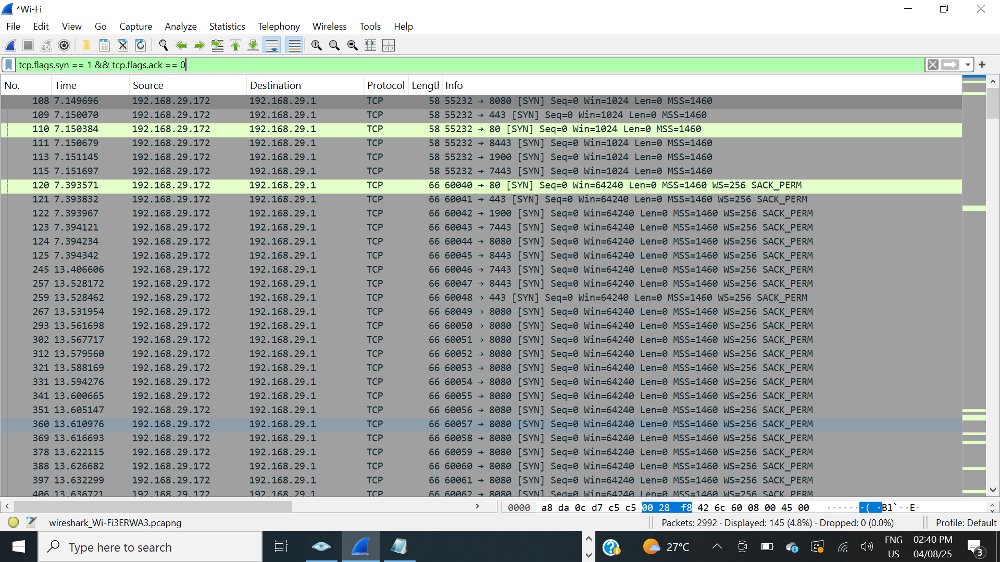 *Wi-Fi
File Edit View Go Capture Analyze Statistics Telephony Wireless Tools Help
tcp.flags.syn == 1 && tcp.flags.ack == 0
No. Time Source Destination Protocol Length Info
108 7.149696 192.168.29.172 192.168.29.1 TCP 58 55232 → 8080 [SYN] Seq=0 Win=1024 Len=0 MSS=1460
109 7.150070 192.168.29.172 192.168.29.1 TCP 58 55232 → 443 [SYN] Seq=0 Win=1024 Len=0 MSS=1460
110 7.150384 192.168.29.172 192.168.29.1 TCP 58 55232 → 80 [SYN] Seq=0 Win=1024 Len=0 MSS=1460
111 7.150679 192.168.29.172 192.168.29.1 TCP 58 55232 → 8443 [SYN] Seq=0 Win=1024 Len=0 MSS=1460
113 7.151145 192.168.29.172 192.168.29.1 TCP 58 55232 → 1900 [SYN] Seq=0 Win=1024 Len=0 MSS=1460
115 7.151697 192.168.29.172 192.168.29.1 TCP 58 55232 → 7443 [SYN] Seq=0 Win=1024 Len=0 MSS=1460
120 7.393571 192.168.29.172 192.168.29.1 TCP 66 60040 → 80 [SYN] Seq=0 Win=64240 Len=0 MSS=1460 WS=256 SACK_PERM
121 7.393832 192.168.29.172 192.168.29.1 TCP 66 60041 → 443 [SYN] Seq=0 Win=64240 Len=0 MSS=1460 WS=256 SACK_PERM
122 7.393967 192.168.29.172 192.168.29.1 TCP 66 60042 → 1900 [SYN] Seq=0 Win=64240 Len=0 MSS=1460 WS=256 SACK_PERM
123 7.394121 192.168.29.172 192.168.29.1 TCP 66 60043 → 7443 [SYN] Seq=0 Win=64240 Len=0 MSS=1460 WS=256 SACK_PERM
124 7.394234 192.168.29.172 192.168.29.1 TCP 66 60044 → 8080 [SYN] Seq=0 Win=64240 Len=0 MSS=1460 WS=256 SACK_PERM
125 7.394342 192.168.29.172 192.168.29.1 TCP 66 60045 → 8443 [SYN] Seq=0 Win=64240 Len=0 MSS=1460 WS=256 SACK_PERM
245 13.406606 192.168.29.172 192.168.29.1 TCP 66 60046 → 7443 [SYN] Seq=0 Win=64240 Len=0 MSS=1460 WS=256 SACK_PERM
257 13.528172 192.168.29.172 192.168.29.1 TCP 66 60047 → 8443 [SYN] Seq=0 Win=64240 Len=0 MSS=1460 WS=256 SACK_PERM
259 13.528462 192.168.29.172 192.168.29.1 TCP 66 60048 → 443 [SYN] Seq=0 Win=64240 Len=0 MSS=1460 WS=256 SACK_PERM
267 13.531954 192.168.29.172 192.168.29.1 TCP 66 60049 → 8080 [SYN] Seq=0 Win=64240 Len=0 MSS=1460 WS=256 SACK_PERM
293 13.561698 192.168.29.172 192.168.29.1 TCP 66 60050 → 8080 [SYN] Seq=0 Win=64240 Len=0 MSS=1460 WS=256 SACK_PERM
302 13.567717 192.168.29.172 192.168.29.1 TCP 66 60051 → 8080 [SYN] Seq=0 Win=64240 Len=0 MSS=1460 WS=256 SACK_PERM
312 13.579560 192.168.29.172 192.168.29.1 TCP 66 60052 → 8080 [SYN] Seq=0 Win=64240 Len=0 MSS=1460 WS=256 SACK_PERM
321 13.588169 192.168.29.172 192.168.29.1 TCP 66 60053 → 8080 [SYN] Seq=0 Win=64240 Len=0 MSS=1460 WS=256 SACK_PERM
331 13.594276 192.168.29.172 192.168.29.1 TCP 66 60054 → 8080 [SYN] Seq=0 Win=64240 Len=0 MSS=1460 WS=256 SACK_PERM
341 13.600665 192.168.29.172 192.168.29.1 TCP 66 60055 → 8080 [SYN] Seq=0 Win=64240 Len=0 MSS=1460 WS=256 SACK_PERM
351 13.605147 192.168.29.172 192.168.29.1 TCP 66 60056 → 8080 [SYN] Seq=0 Win=64240 Len=0 MSS=1460 WS=256 SACK_PERM
360 13.610976 192.168.29.172 192.168.29.1 TCP 66 60057 → 8080 [SYN] Seq=0 Win=64240 Len=0 MSS=1460 WS=256 SACK_PERM
369 13.616693 192.168.29.172 192.168.29.1 TCP 66 60058 → 8080 [SYN] Seq=0 Win=64240 Len=0 MSS=1460 WS=256 SACK_PERM
378 13.622115 192.168.29.172 192.168.29.1 TCP 66 60059 → 8080 [SYN] Seq=0 Win=64240 Len=0 MSS=1460 WS=256 SACK_PERM
388 13.626682 192.168.29.172 192.168.29.1 TCP 66 60060 → 8080 [SYN] Seq=0 Win=64240 Len=0 MSS=1460 WS=256 SACK_PERM
397 13.632299 192.168.29.172 192.168.29.1 TCP 66 60061 → 8080 [SYN] Seq=0 Win=64240 Len=0 MSS=1460 WS=256 SACK_PERM
406 13.636721 192.168.29.172 192.168.29.1 TCP 66 60062 → 8080 [SYN] Seq=0 Win=64240 Len=0 MSS=1460 WS=256 SACK_PERM
0000 a8 da 0c d7 c5 c5 00 28 f8 42 6c 60 08 00 45 00 ·······( ·Bl`··E·
wireshark_Wi-Fi3ERWA3.pcapng Packets: 2992 · Displayed: 145 (4.8%) · Dropped: 0 (0.0%) Profile: Default
Type here to search 27°C ENG US 02:40 PM 04/08/25 3